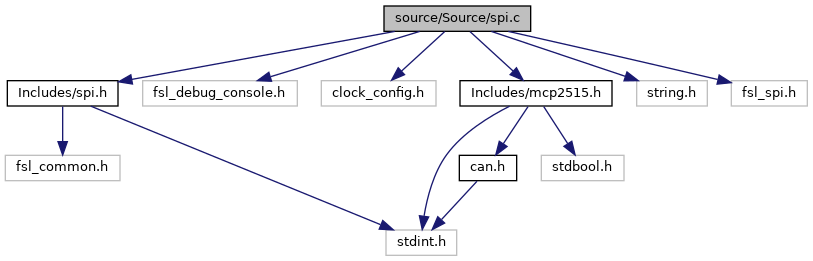 source/Source/spi.c
Includes/spi.h
fsl_debug_console.h
clock_config.h
Includes/mcp2515.h
string.h
fsl_spi.h
fsl_common.h
can.h
stdbool.h
stdint.h